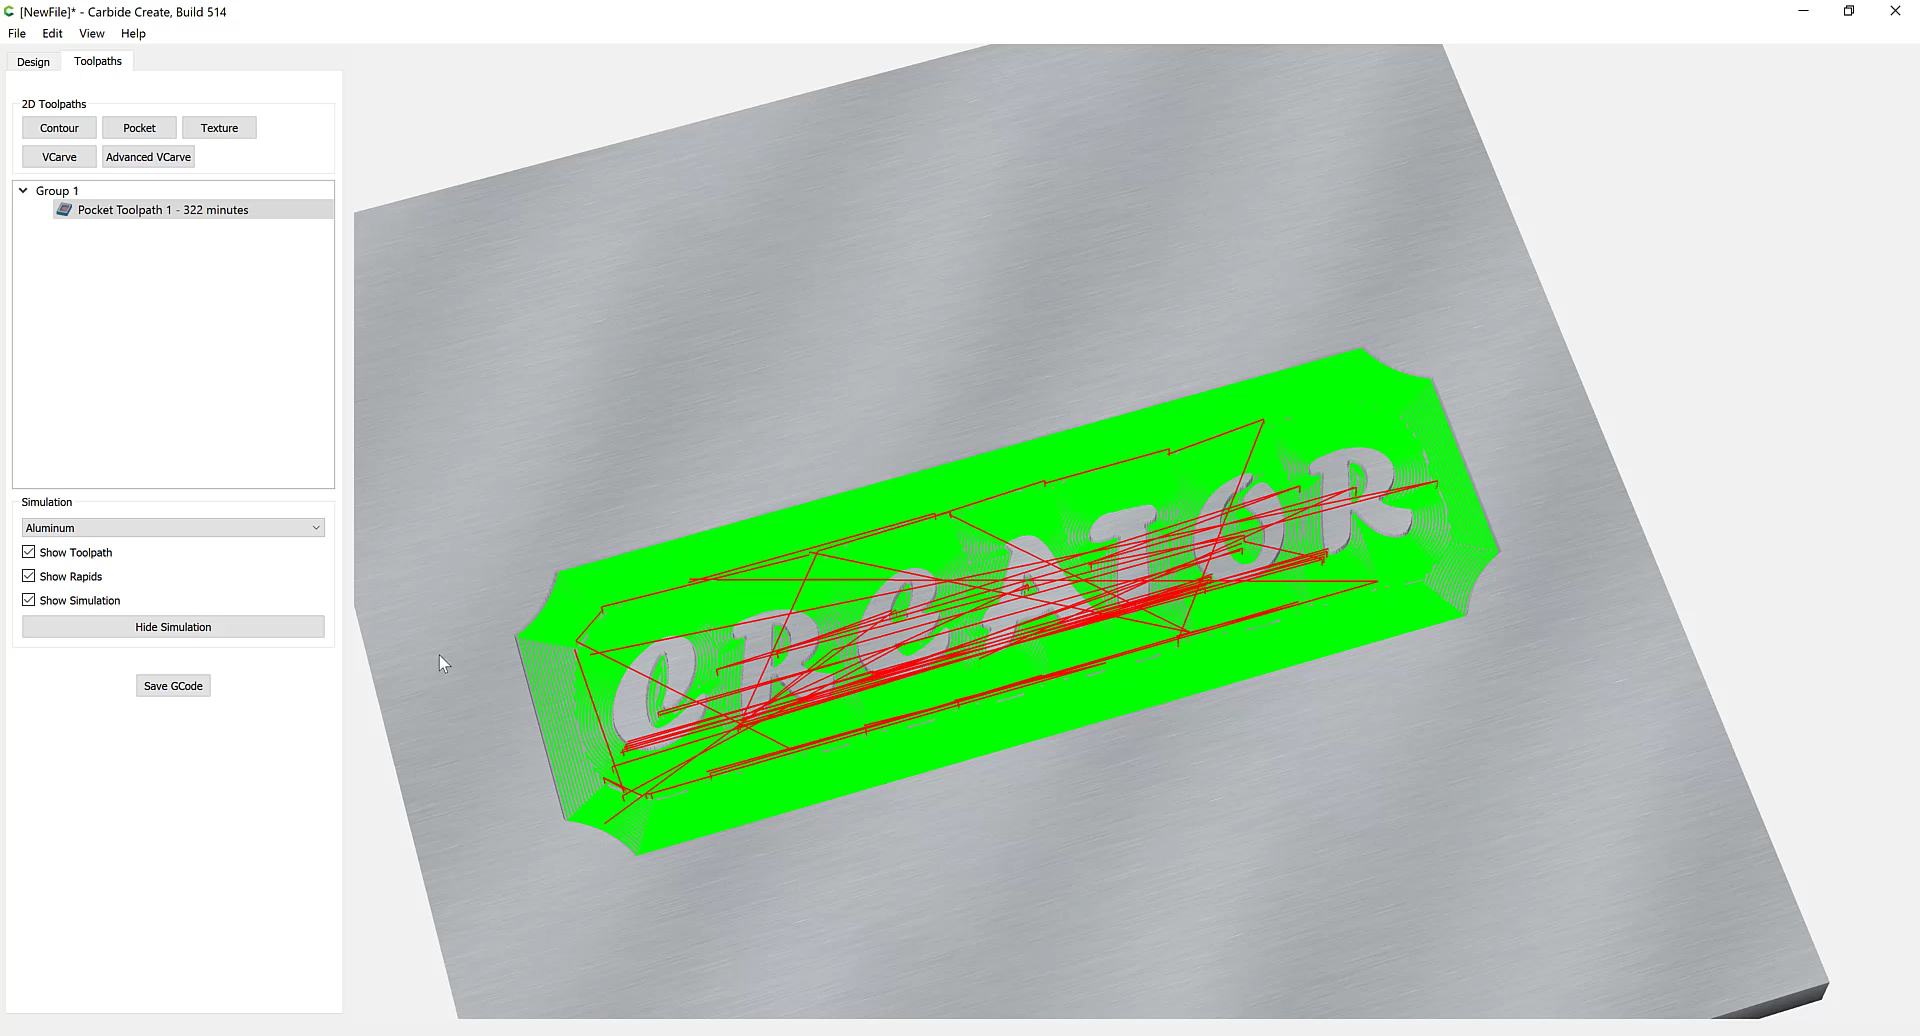 [NewFile]* - Carbide Create, Build 514
File Edit View Help
Design Toolpaths
2D Toolpaths
Contour Pocket Texture
VCarve Advanced VCarve
Group 1
Pocket Toolpath 1 - 322 minutes
Simulation
Aluminum
Show Toolpath
Show Rapids
Show Simulation
Hide Simulation
Save GCode
CREATOR